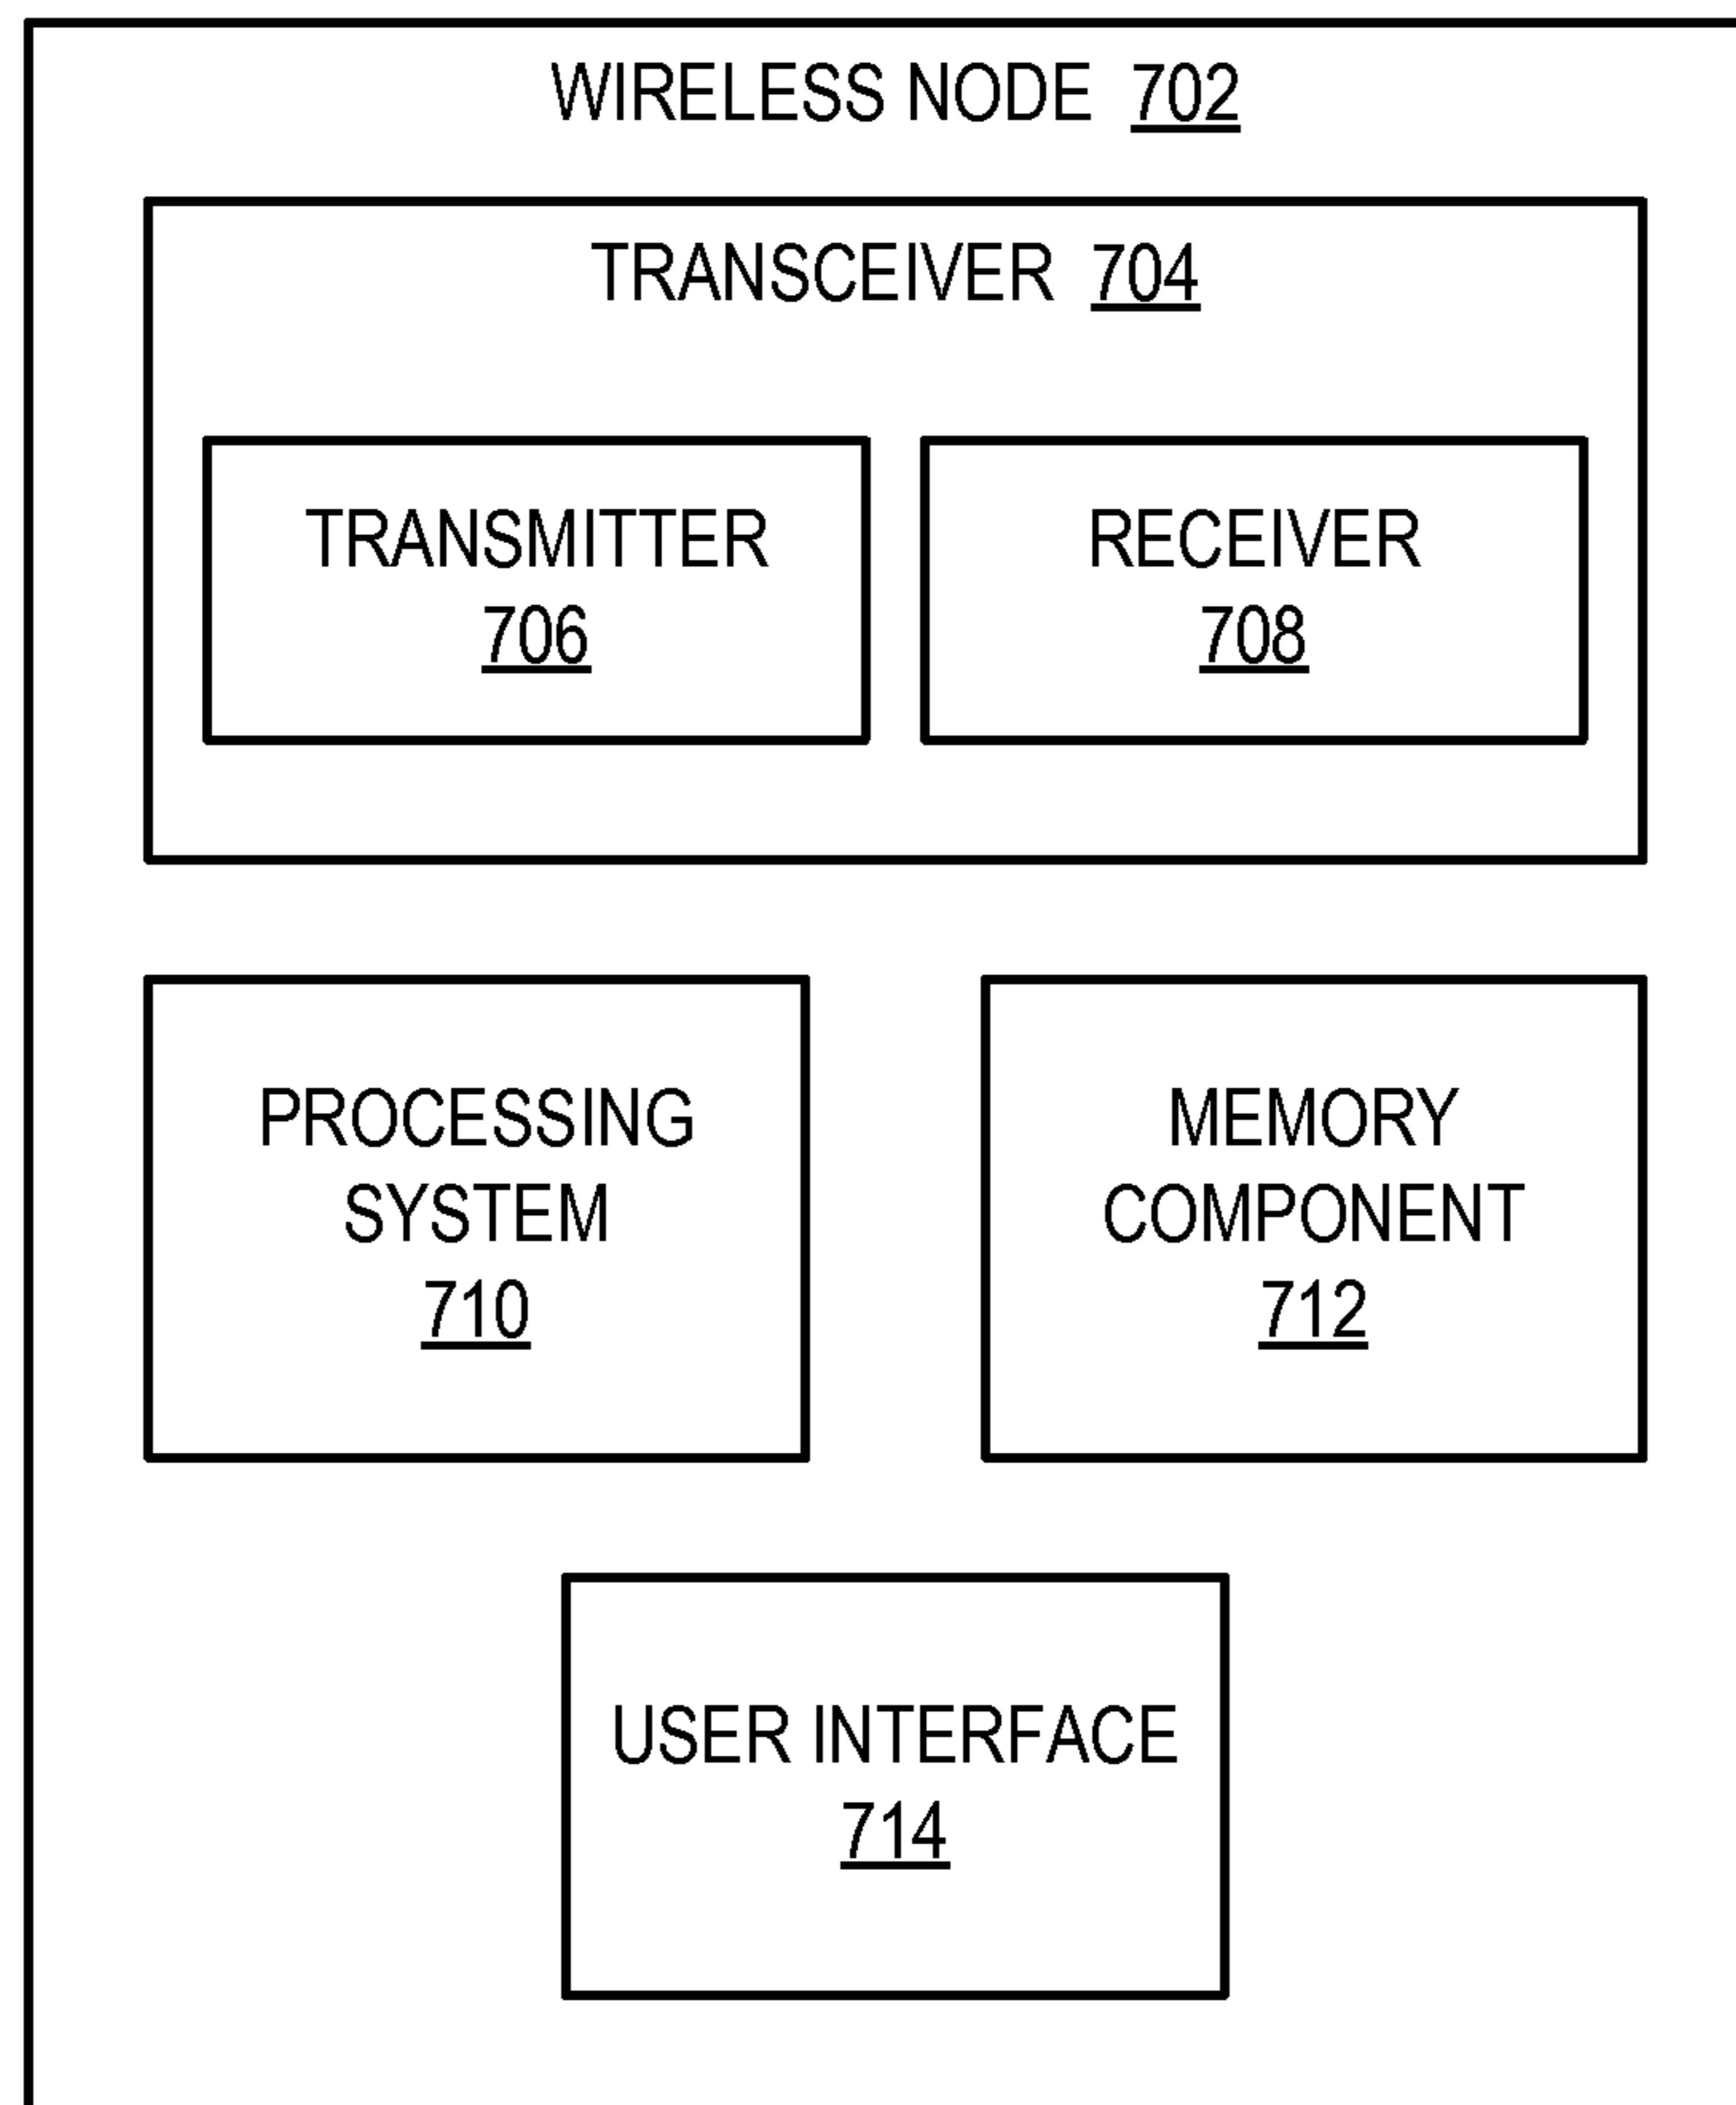 WIRELESS NODE 702
TRANSCEIVER 704
TRANSMITTER
706
RECEIVER
708
PROCESSING
SYSTEM
710
MEMORY
COMPONENT
712
USER INTERFACE
714